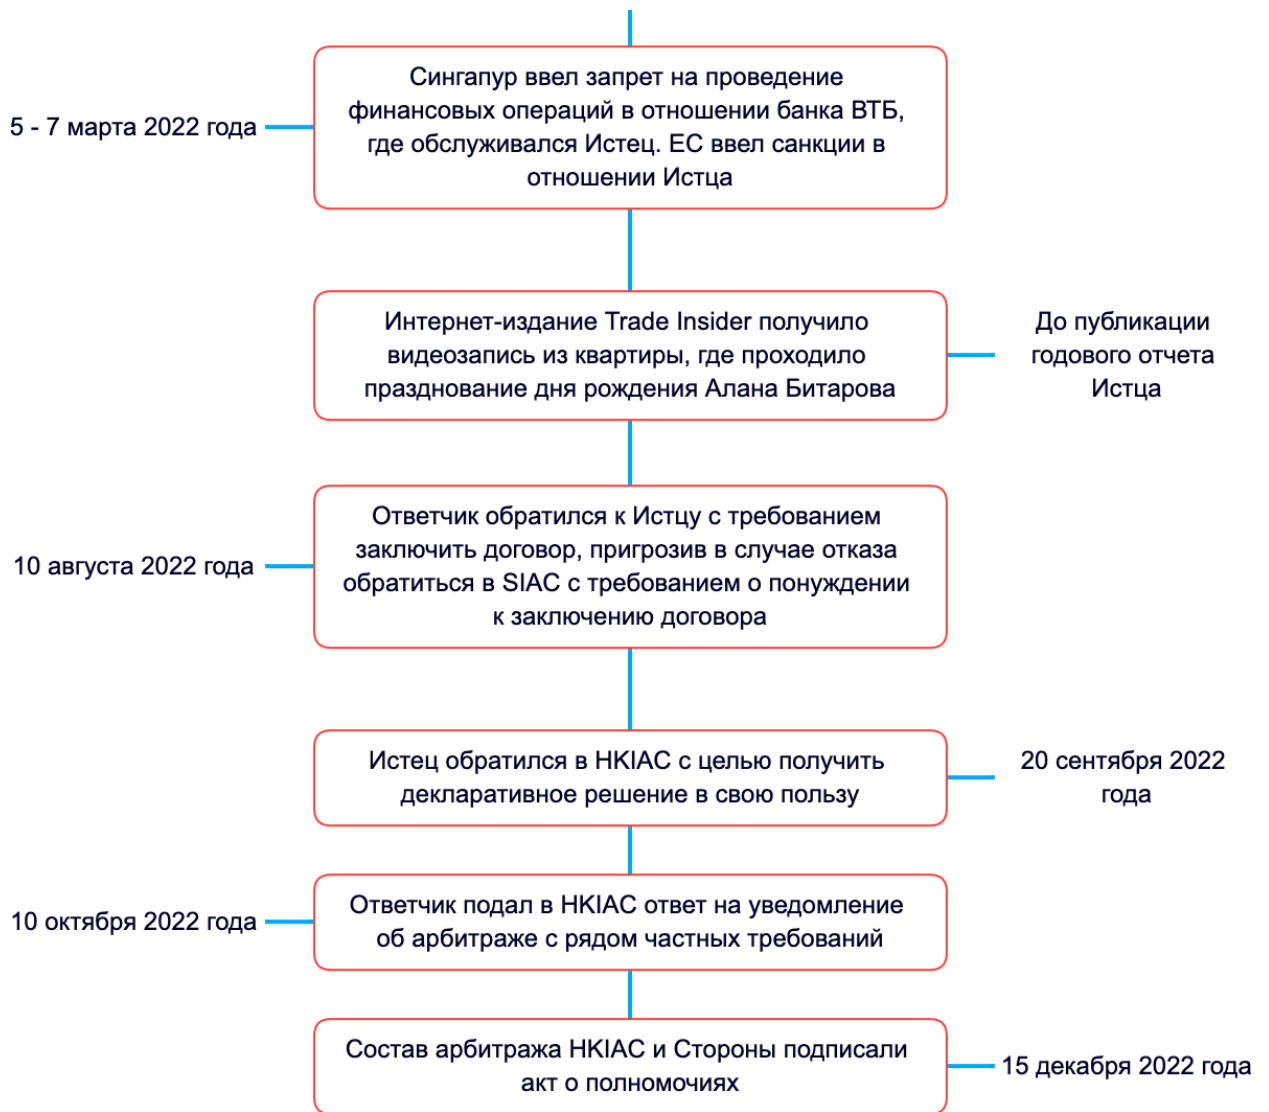 5 - 7 марта 2022 года
Сингапур ввел запрет на проведение
финансовых операций в отношении банка ВТБ,
где обслуживался Истец. ЕС ввел санкции в
отношении Истца
Интернет-издание Trade Insider получило
видеозапись из квартиры, где проходило
празднование дня рождения Алана Битарова
До публикации
годового отчета
Истца
10 августа 2022 года
Ответчик обратился к Истцу с требованием
заключить договор, пригрозив в случае отказа
обратиться в SIAC с требованием о понуждении
к заключению договора
Истец обратился в HKIAC с целью получить
декларативное решение в свою пользу
20 сентября 2022
года
10 октября 2022 года
Ответчик подал в HKIAC ответ на уведомление
об арбитраже с рядом частных требований
Состав арбитража HKIAC и Стороны подписали
акт о полномочиях
15 декабря 2022 года